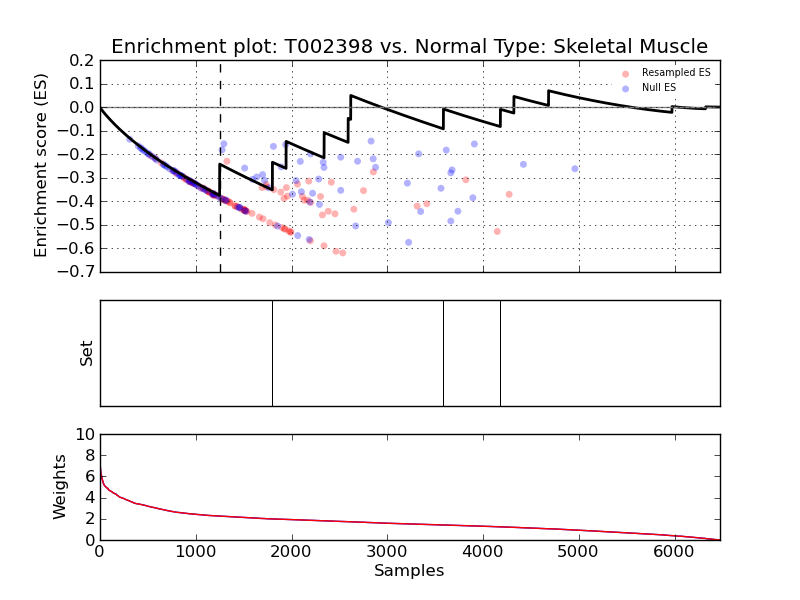 Enrichment plot: T002398 vs. Normal Type: Skeletal Muscle
0.2
0.1
0.0
−0.1
−0.2
−0.3
−0.4
−0.5
−0.6
−0.7
Enrichment score (ES)
Resampled ES
Null ES
Set
10
8
6
4
2
0
Weights
0 1000 2000 3000 4000 5000 6000
Samples